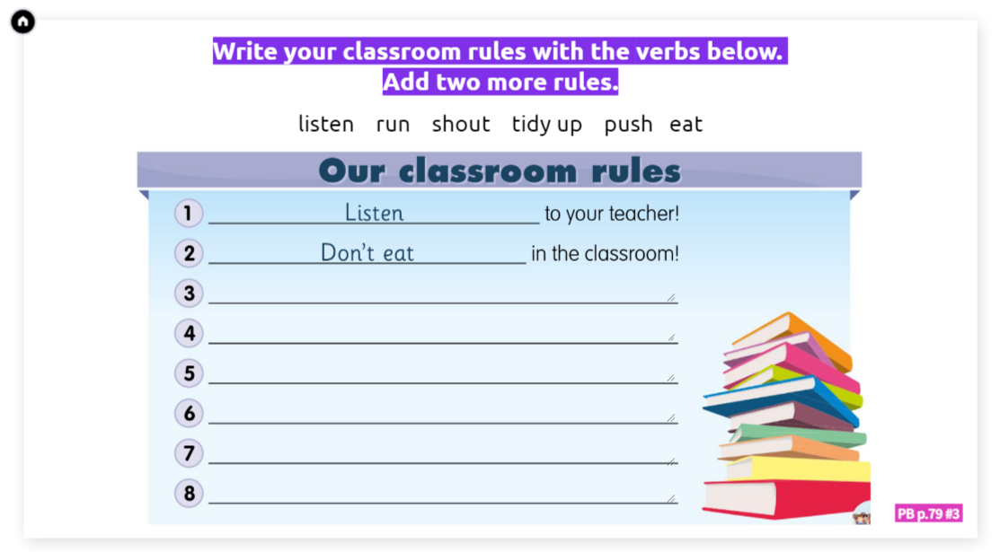 Write your classroom rules with the verbs below.
Add two more rules.
listen run shout tidy up push eat
Our classroom rules
1 Listen to your teacher!
2 Don't eat in the classroom!
3
4
5
6
7
8
PB p.79 #3